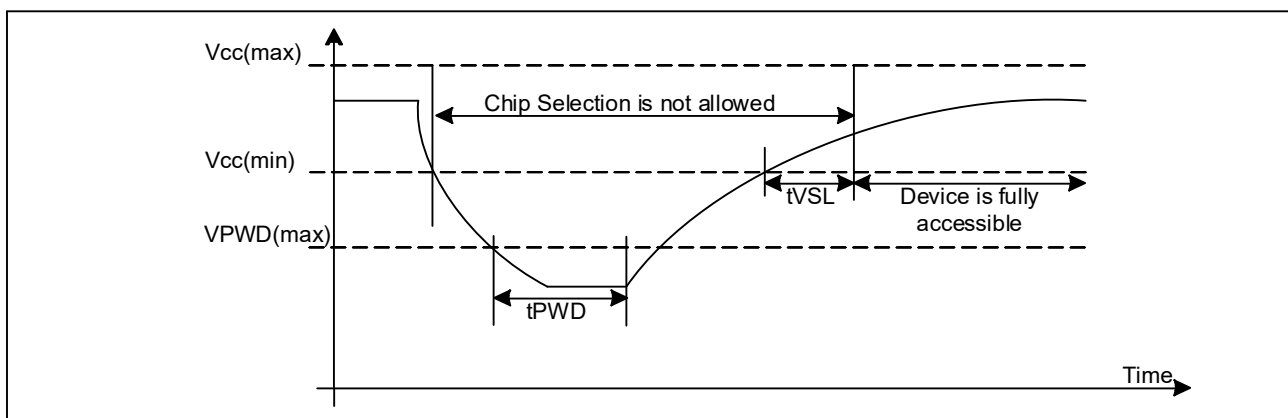 Vcc(max)
Chip Selection is not allowed
Vcc(min)
tVSL
Device is fully
accessible
VPWD(max)
tPWD
Time